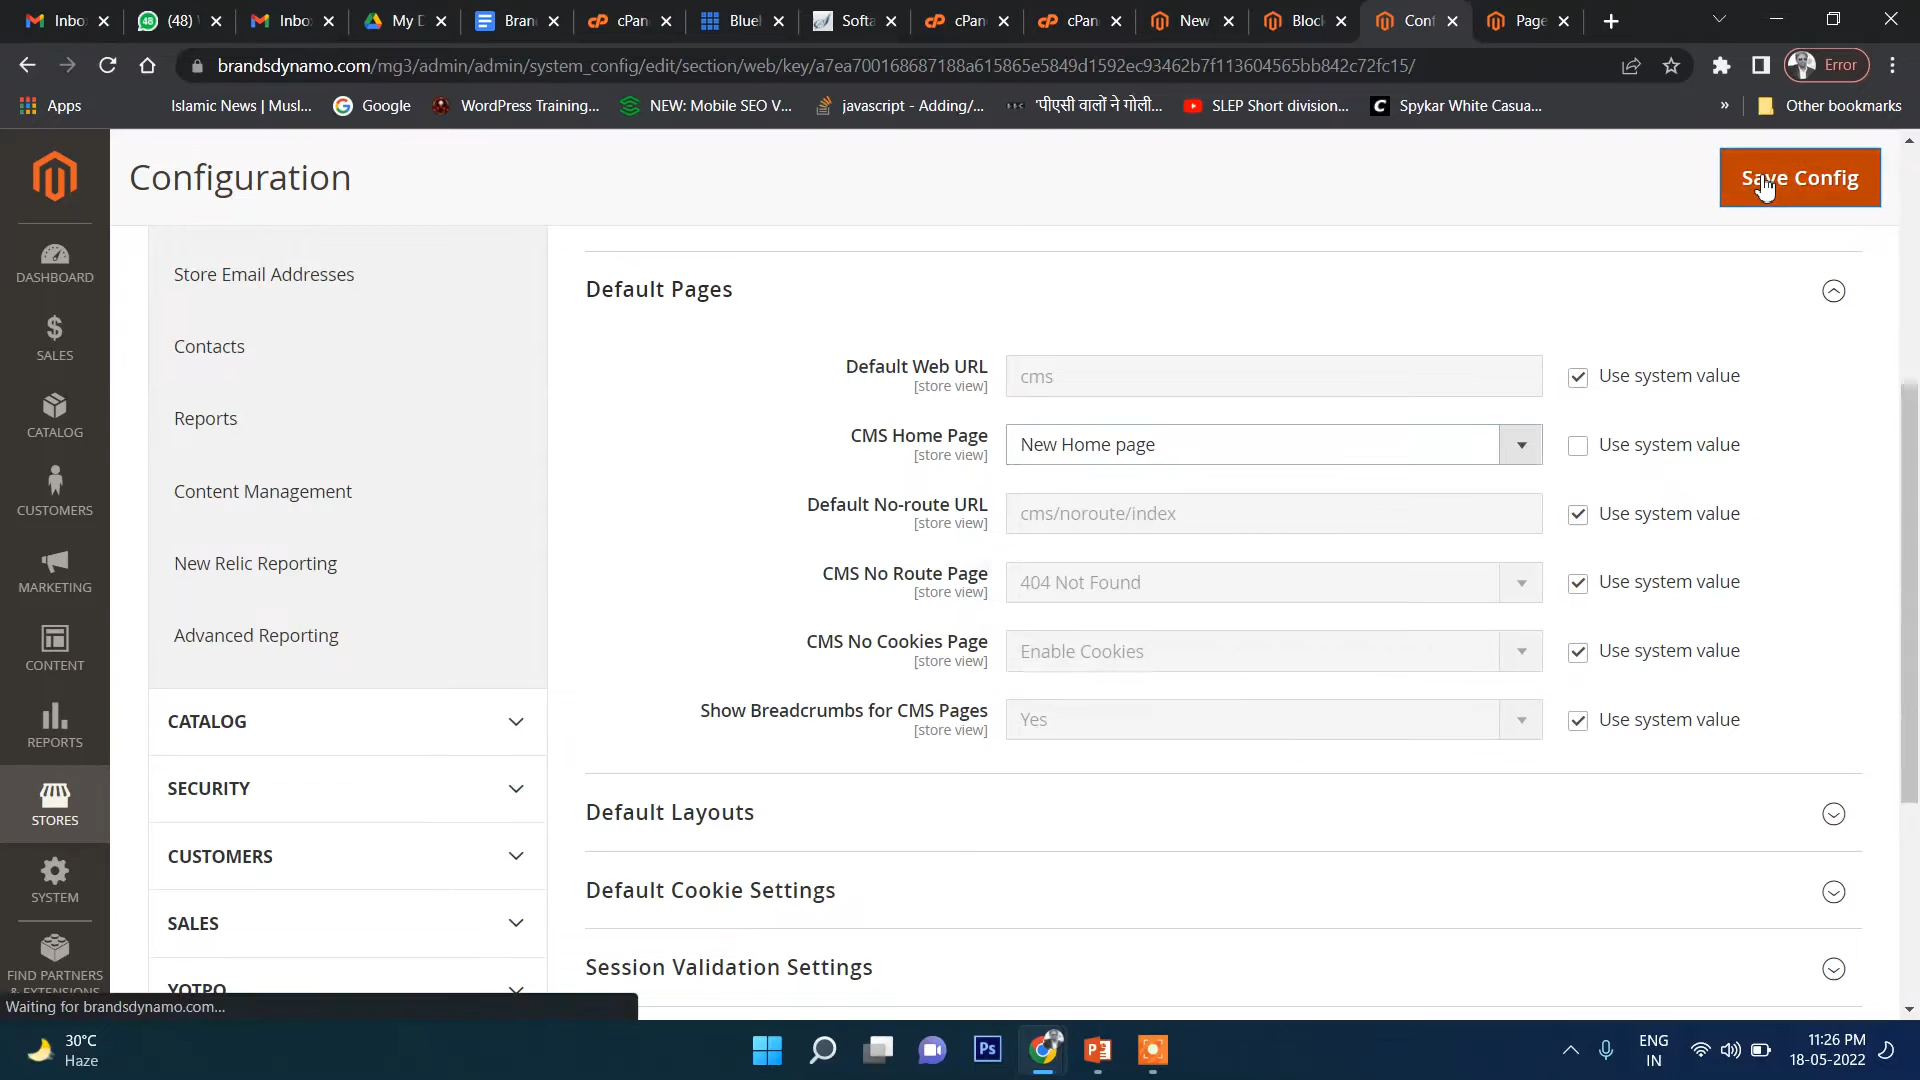 Inbo
(48)
Inbo
My D
Bran
cPan
Bluel
Softa
cPan
cPan
New
Block
Conf
Page
brandsdynamo.com/mg3/admin/admin/system_config/edit/section/web/key/a7ea700168687188a615865e5849d1592ec93462b7f113604565bb842c72fc15/
Error
Apps
Islamic News | Musl...
Google
WordPress Training...
NEW: Mobile SEO V...
javascript - Adding/...
'पीएसी वालों ने गोली...
SLEP Short division...
Spykar White Casua...
»
Other bookmarks
Configuration
Save Config
DASHBOARD
SALES
CATALOG
CUSTOMERS
MARKETING
CONTENT
REPORTS
STORES
SYSTEM
FIND PARTNERS
& EXTENSIONS
Store Email Addresses
Contacts
Reports
Content Management
New Relic Reporting
Advanced Reporting
CATALOG
SECURITY
CUSTOMERS
SALES
YOTPO
Default Pages
Default Web URL
[store view]
cms
Use system value
CMS Home Page
[store view]
New Home page
Use system value
Default No-route URL
[store view]
cms/noroute/index
Use system value
CMS No Route Page
[store view]
404 Not Found
Use system value
CMS No Cookies Page
[store view]
Enable Cookies
Use system value
Show Breadcrumbs for CMS Pages
[store view]
Yes
Use system value
Default Layouts
Default Cookie Settings
Session Validation Settings
Waiting for brandsdynamo.com...
30°C
Haze
Ps
ENG
IN
11:26 PM
18-05-2022